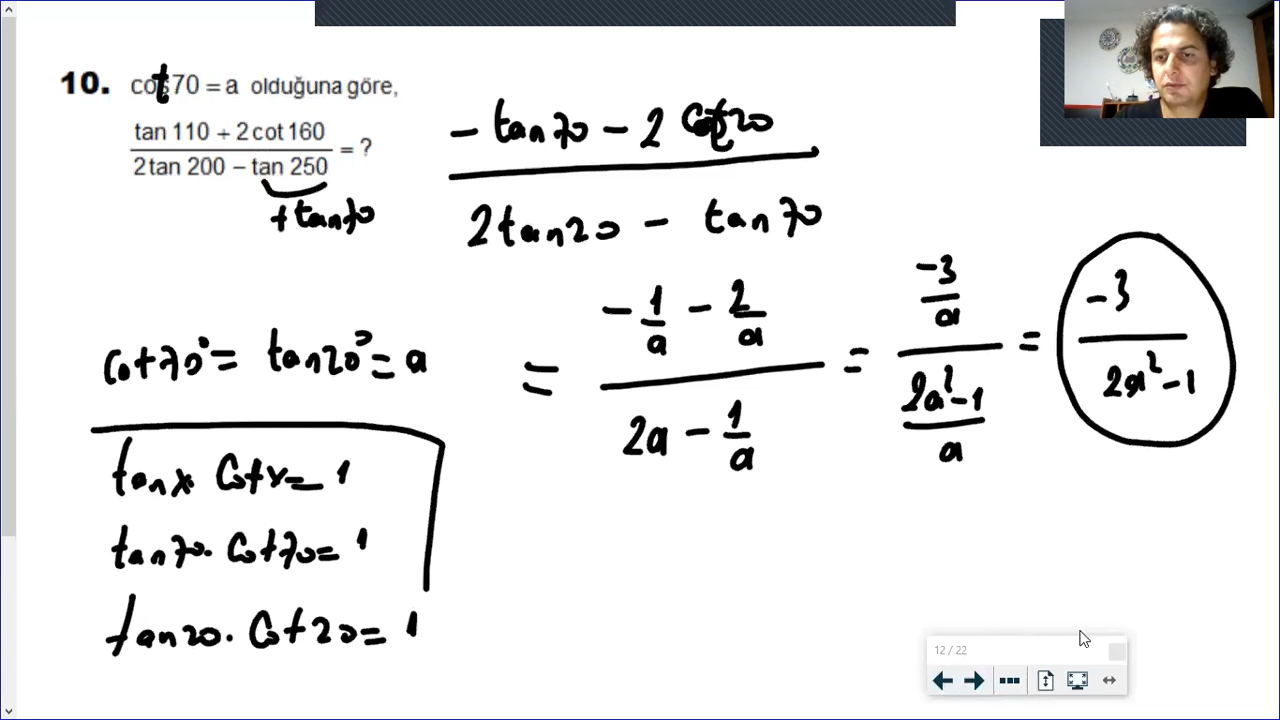 10. cot 70 = a olduğuna göre,
tan 110 + 2 cot 160
2 tan 200 – tan 250
= ?
+tan70
- tan70 - 2 Cot20
2tan20 - tan70
cot70° = tan20° = a
= -1/a - 2/a
2a - 1/a
= -3/a
2a²-1/a
= -3
2a²-1
tanx. Cotx = 1
tan70. Cot70 = 1
tan20. Cot20 = 1
12 / 22